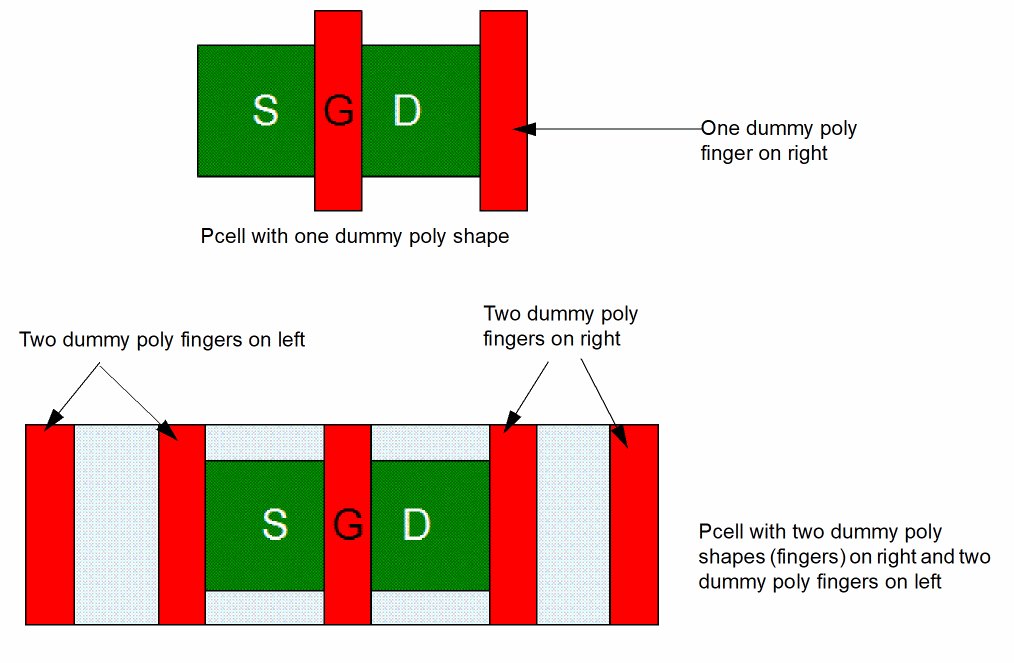 S G D
One dummy poly
finger on right
Pcell with one dummy poly shape
Two dummy poly fingers on left
Two dummy poly
fingers on right
S G D
Pcell with two dummy poly
shapes (fingers) on right and two
dummy poly fingers on left